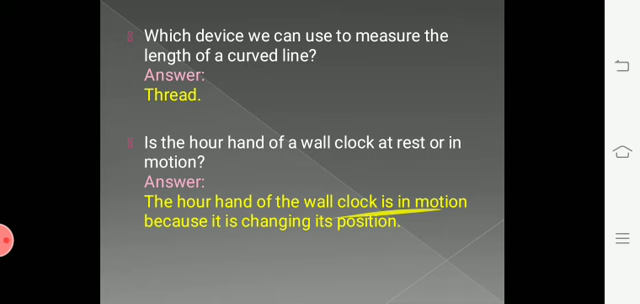 Which device we can use to measure the
length of a curved line?
Answer:
Thread.
Is the hour hand of a wall clock at rest or in
motion?
Answer:
The hour hand of the wall clock is in motion
because it is changing its position.